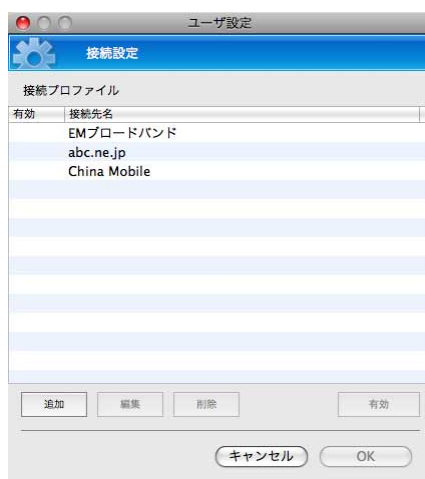 ユーザ設定
接続設定
接続プロファイル
有効 接続先名
EMブロードバンド
abc.ne.jp
China Mobile
追加 編集 削除 有効
キャンセル OK